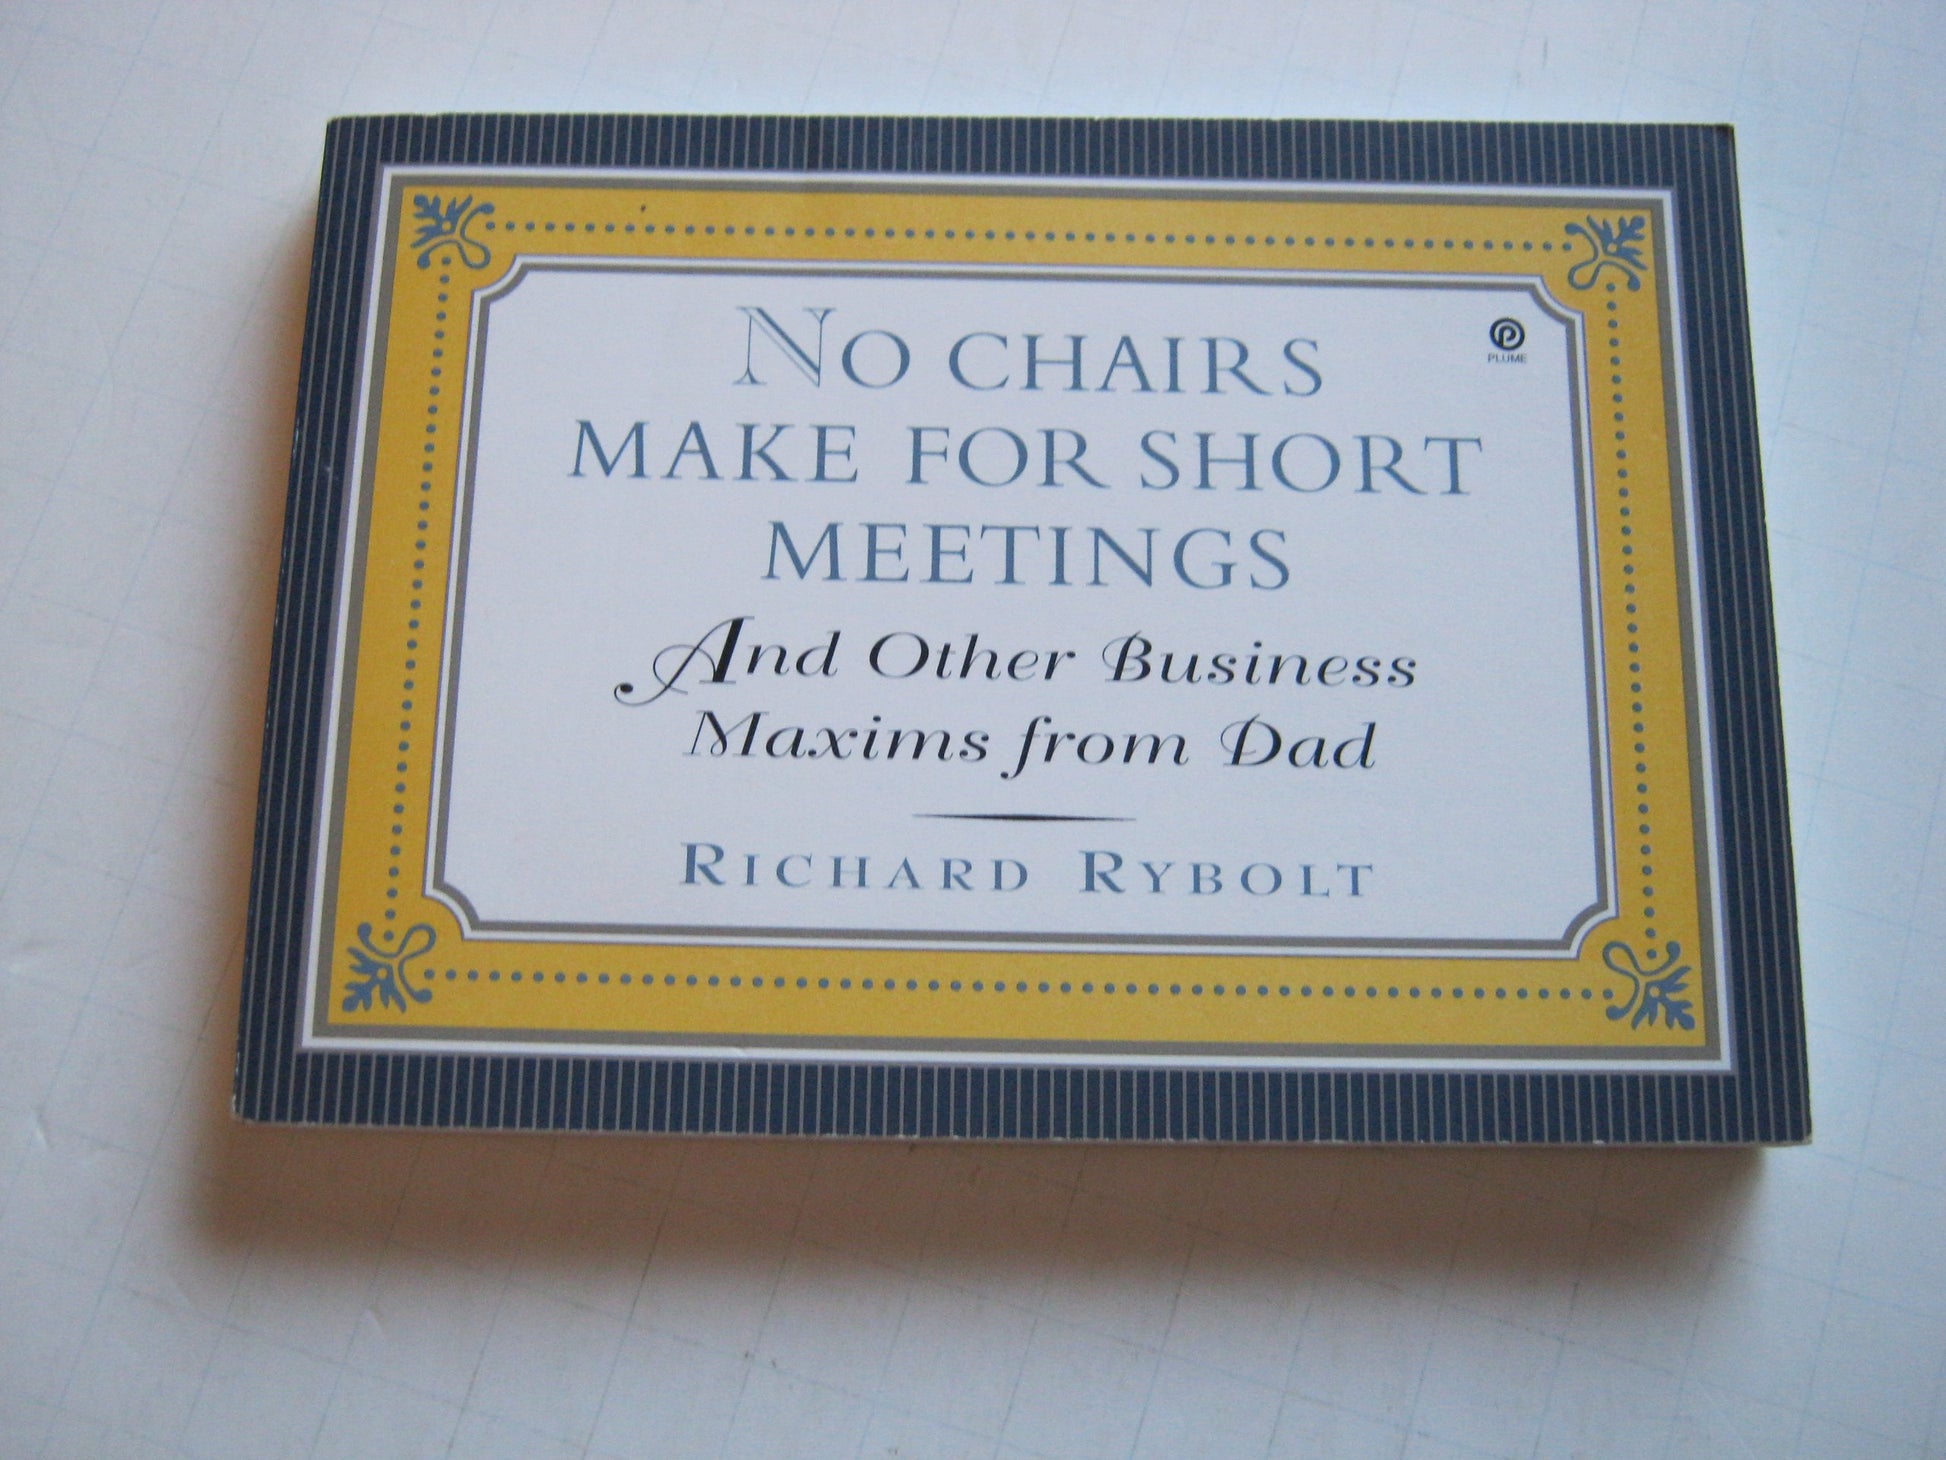 NO CHAIRS
MAKE FOR SHORT
MEETINGS
And Other Business
Maxims from Dad
RICHARD RYBOLT
P
PLUME